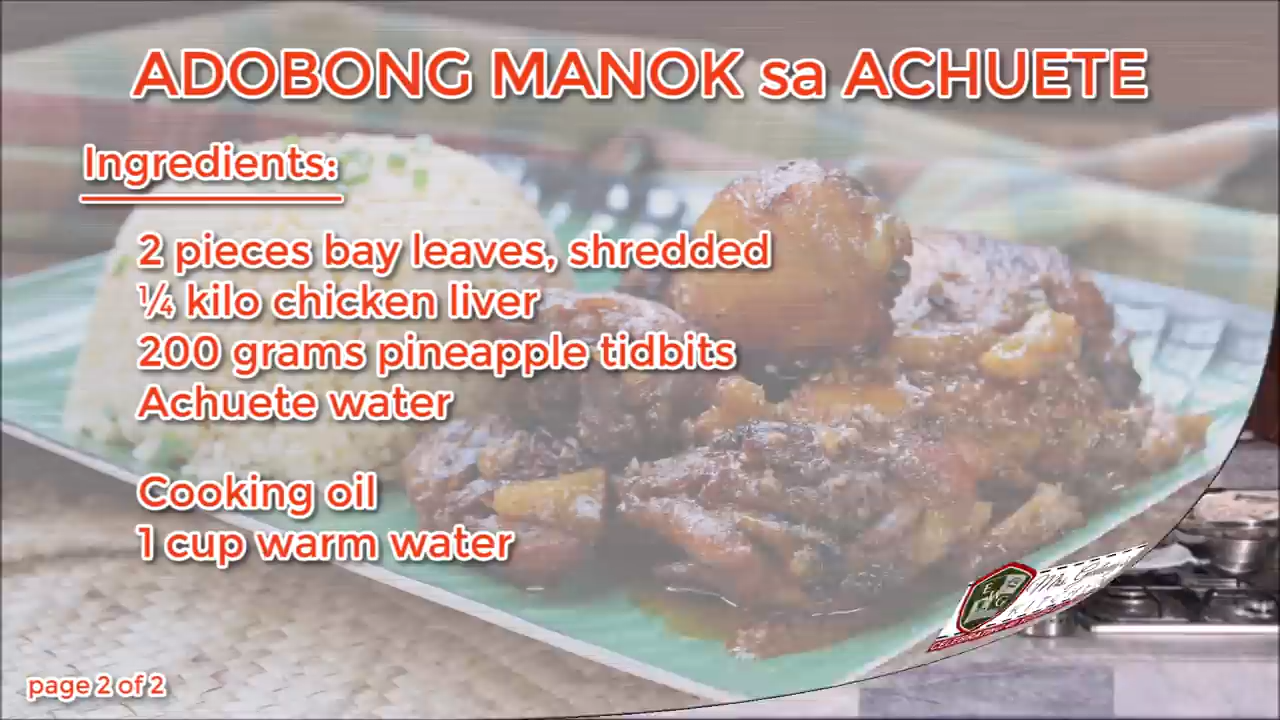 ADOBONG MANOK sa ACHUETE
Ingredients:
2 pieces bay leaves, shredded
¼ kilo chicken liver
200 grams pineapple tidbits
Achuete water
Cooking oil
1 cup warm water
page 2 of 2